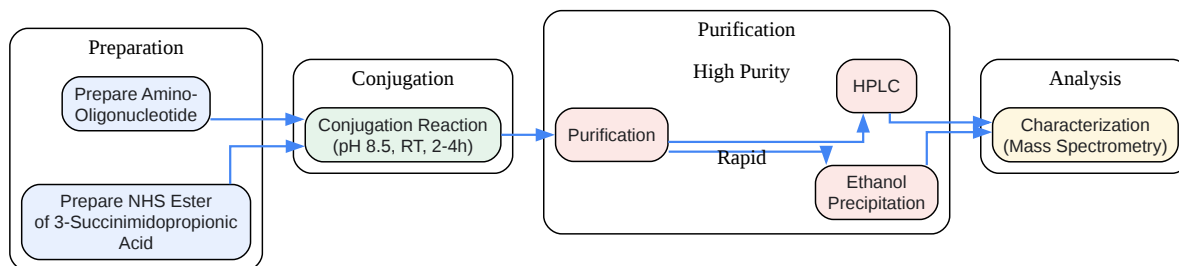 Preparation
Prepare Amino-
Oligonucleotide
Prepare NHS Ester
of 3-Succinimidopropionic
Acid
Conjugation
Conjugation Reaction
(pH 8.5, RT, 2-4h)
Purification
High Purity
Purification
Rapid
HPLC
Ethanol
Precipitation
Analysis
Characterization
(Mass Spectrometry)